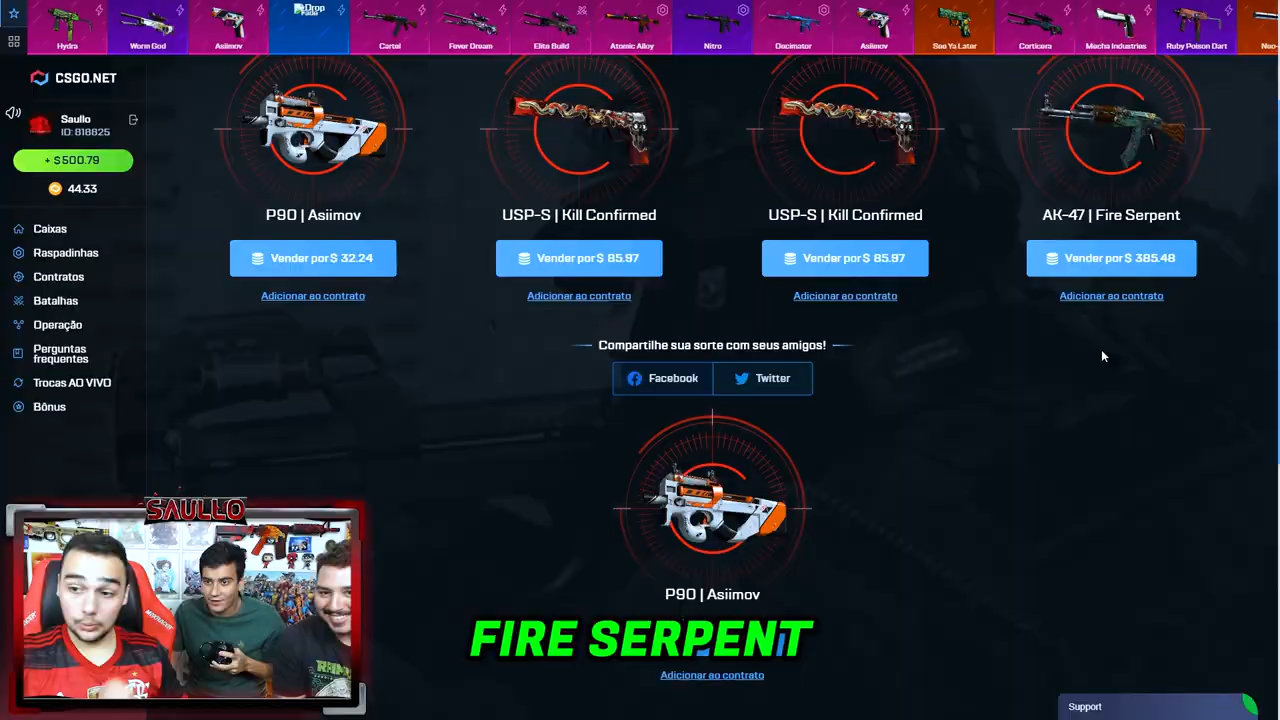 Hydra
Worm God
Asiimov
Drop
Cartel
Fever Dream
Elite Build
Atomic Alloy
Nitro
Decimator
Asiimov
See Ya Later
Corticera
Mecha Industries
Ruby Poison Dart
Neo-
CSGO.NET
Saullo
ID: 818825
+ $500.79
44.33
Caixas
Raspadinhas
Contratos
Batalhas
Operação
Perguntas
frequentes
Trocas AO VIVO
Bônus
P90 | Asiimov
USP-S | Kill Confirmed
USP-S | Kill Confirmed
AK-47 | Fire Serpent
Vender por $ 32.24
Vender por $ 85.97
Vender por $ 85.97
Vender por $ 385.48
Adicionar ao contrato
Adicionar ao contrato
Adicionar ao contrato
Adicionar ao contrato
Compartilhe sua sorte com seus amigos!
Facebook
Twitter
P90 | Asiimov
FIRE SERPENT
Adicionar ao contrato
SAULLO
Support